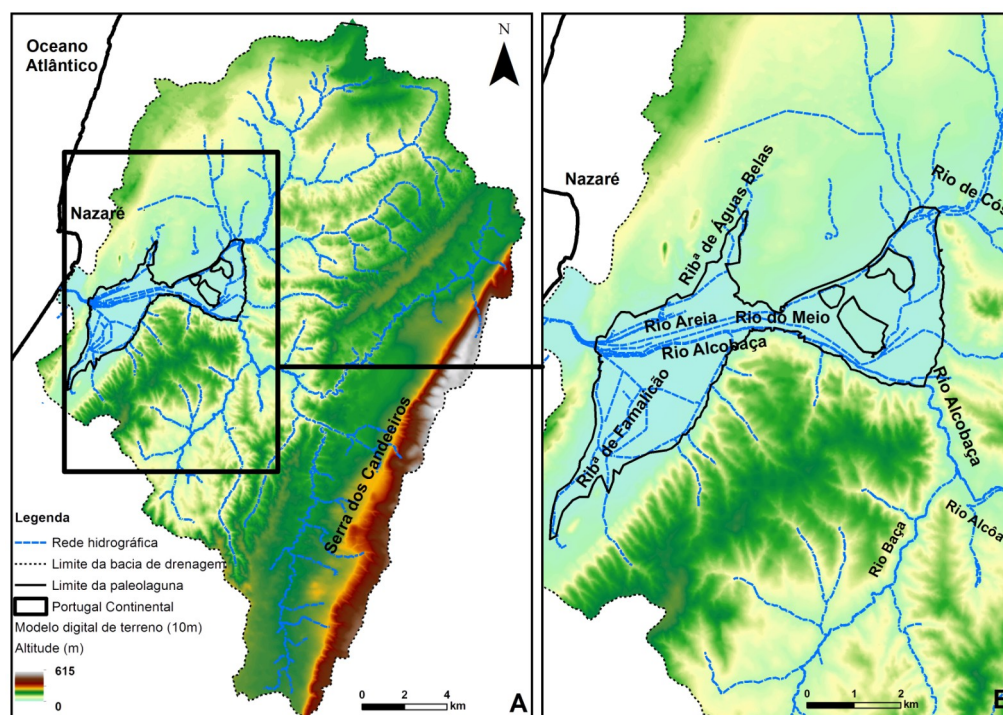 Oceano
Atlântico
N
Nazaré
Serra dos Candeeiros
Legenda
Rede hidrográfica
Limite da bacia de drenagem
Limite da paleolaguna
Portugal Continental
Modelo digital de terreno (10m)
Altitude (m)
615
0
0 2 4
km
A
Nazaré
Ribª de Águas Belas
Rio de Cós
Rio Areia
Rio do Meio
Rio Alcobaça
Ribª de Famalicão
Rio Alcobaça
Rio Baça
Rio Alcôa
0 1 2
km